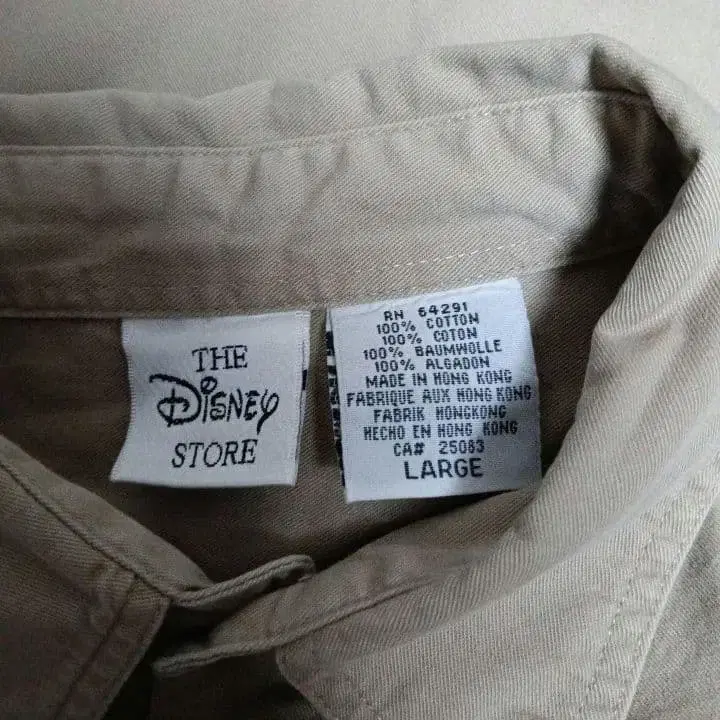 THE
Disney
STORE
RN 64291
100% COTTON
100% COTON
100% BAUMWOLLE
100% ALGADON
MADE IN HONG KONG
FABRIQUE AUX HONG KONG
FABRIK HONGKONG
HECHO EN HONG KONG
CA# 25083
LARGE